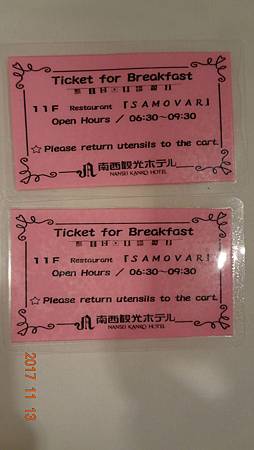 Ticket for Breakfast
11F Restaurant 『SAMOVAR』
Open Hours / 06:30~09:30
☆Please return utensils to the cart.
南西観光ホテル
NANSEI KANKO HOTEL
Ticket for Breakfast
11F Restaurant 『SAMOVAR』
Open Hours / 06:30~09:30
☆Please return utensils to the cart.
南西観光ホテル
NANSEI KANKO HOTEL
2017 11 13